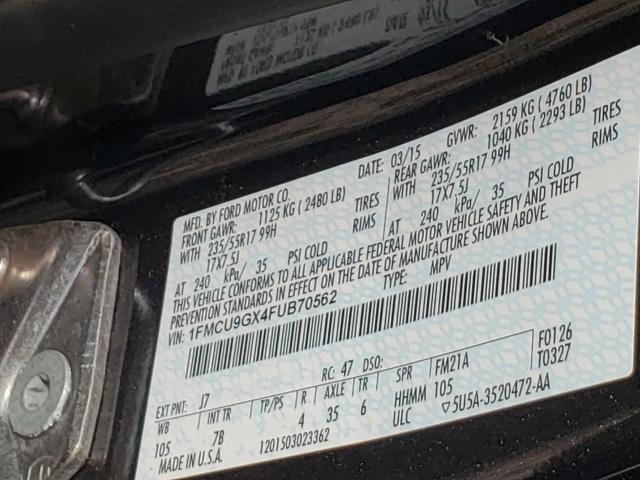 MFD. BY FORD MOTOR CO.
DATE: 03/15 GVWR: 2159 KG ( 4760 LB)
FRONT GAWR: 1125 KG ( 2480 LB) REAR GAWR: 1040 KG ( 2293 LB)
WITH 235/55R17 99H TIRES WITH 235/55R17 99H TIRES
17X7.5J RIMS 17X7.5J RIMS
AT 240 kPa/ 35 PSI COLD AT 240 kPa/ 35 PSI COLD
THIS VEHICLE CONFORMS TO ALL APPLICABLE FEDERAL MOTOR VEHICLE SAFETY AND THEFT
PREVENTION STANDARDS IN EFFECT ON THE DATE OF MANUFACTURE SHOWN ABOVE.
VIN: 1FMCU9GX4FUB70562 TYPE: MPV
EXT PNT: J7 RC: 47 DSO: FM21A F0126
WB INT TR TP/PS R AXLE TR SPR HHMM 105 T0327
105 7B 4 35 6 ULC ▽5U5A-3520472-AA
MADE IN U.S.A. 1201503023362